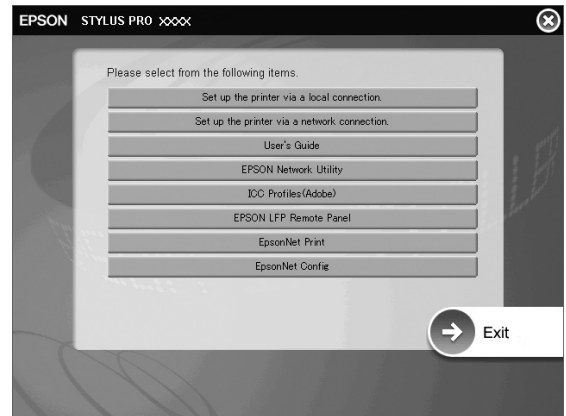 EPSON STYLUS PRO XXXX
Please select from the following items.
Set up the printer via a local connection.
Set up the printer via a network connection.
User's Guide
EPSON Network Utility
ICC Profiles(Adobe)
EPSON LFP Remote Panel
EpsonNet Print
EpsonNet Config
Exit